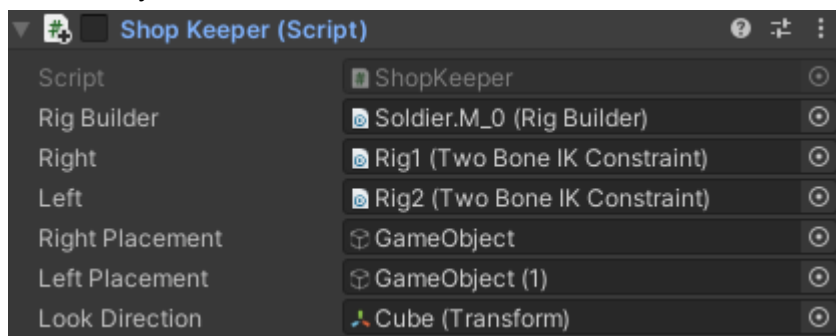 Shop Keeper (Script)
Script ShopKeeper
Rig Builder Soldier.M_0 (Rig Builder)
Right Rig1 (Two Bone IK Constraint)
Left Rig2 (Two Bone IK Constraint)
Right Placement GameObject
Left Placement GameObject (1)
Look Direction Cube (Transform)